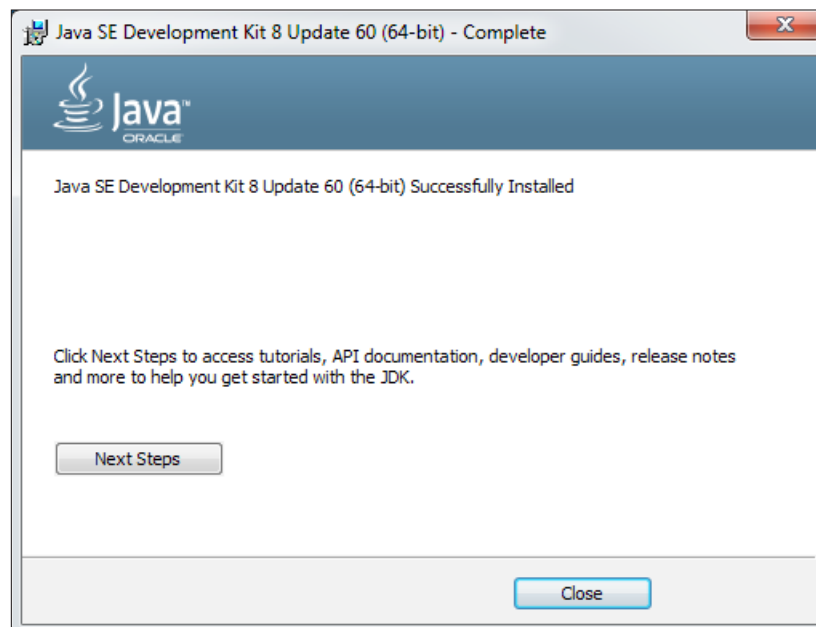 Java SE Development Kit 8 Update 60 (64-bit) - Complete
Java™
ORACLE
Java SE Development Kit 8 Update 60 (64-bit) Successfully Installed
Click Next Steps to access tutorials, API documentation, developer guides, release notes
and more to help you get started with the JDK.
Next Steps
Close